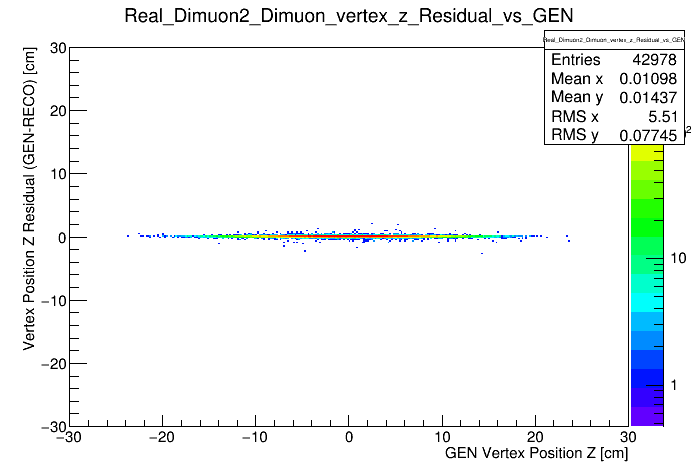 Real_Dimuon2_Dimuon_vertex_z_Residual_vs_GEN
Real_Dimuon2_Dimuon_vertex_z_Residual_vs_GEN
Entries 42978
Mean x 0.01098
Mean y 0.01437
RMS x 5.51
RMS y 0.07745
Vertex Position Z Residual (GEN-RECO) [cm]
30
20
10
0
−10
−20
−30
−30 −20 −10 0 10 20 30
GEN Vertex Position Z [cm]
2
10
1